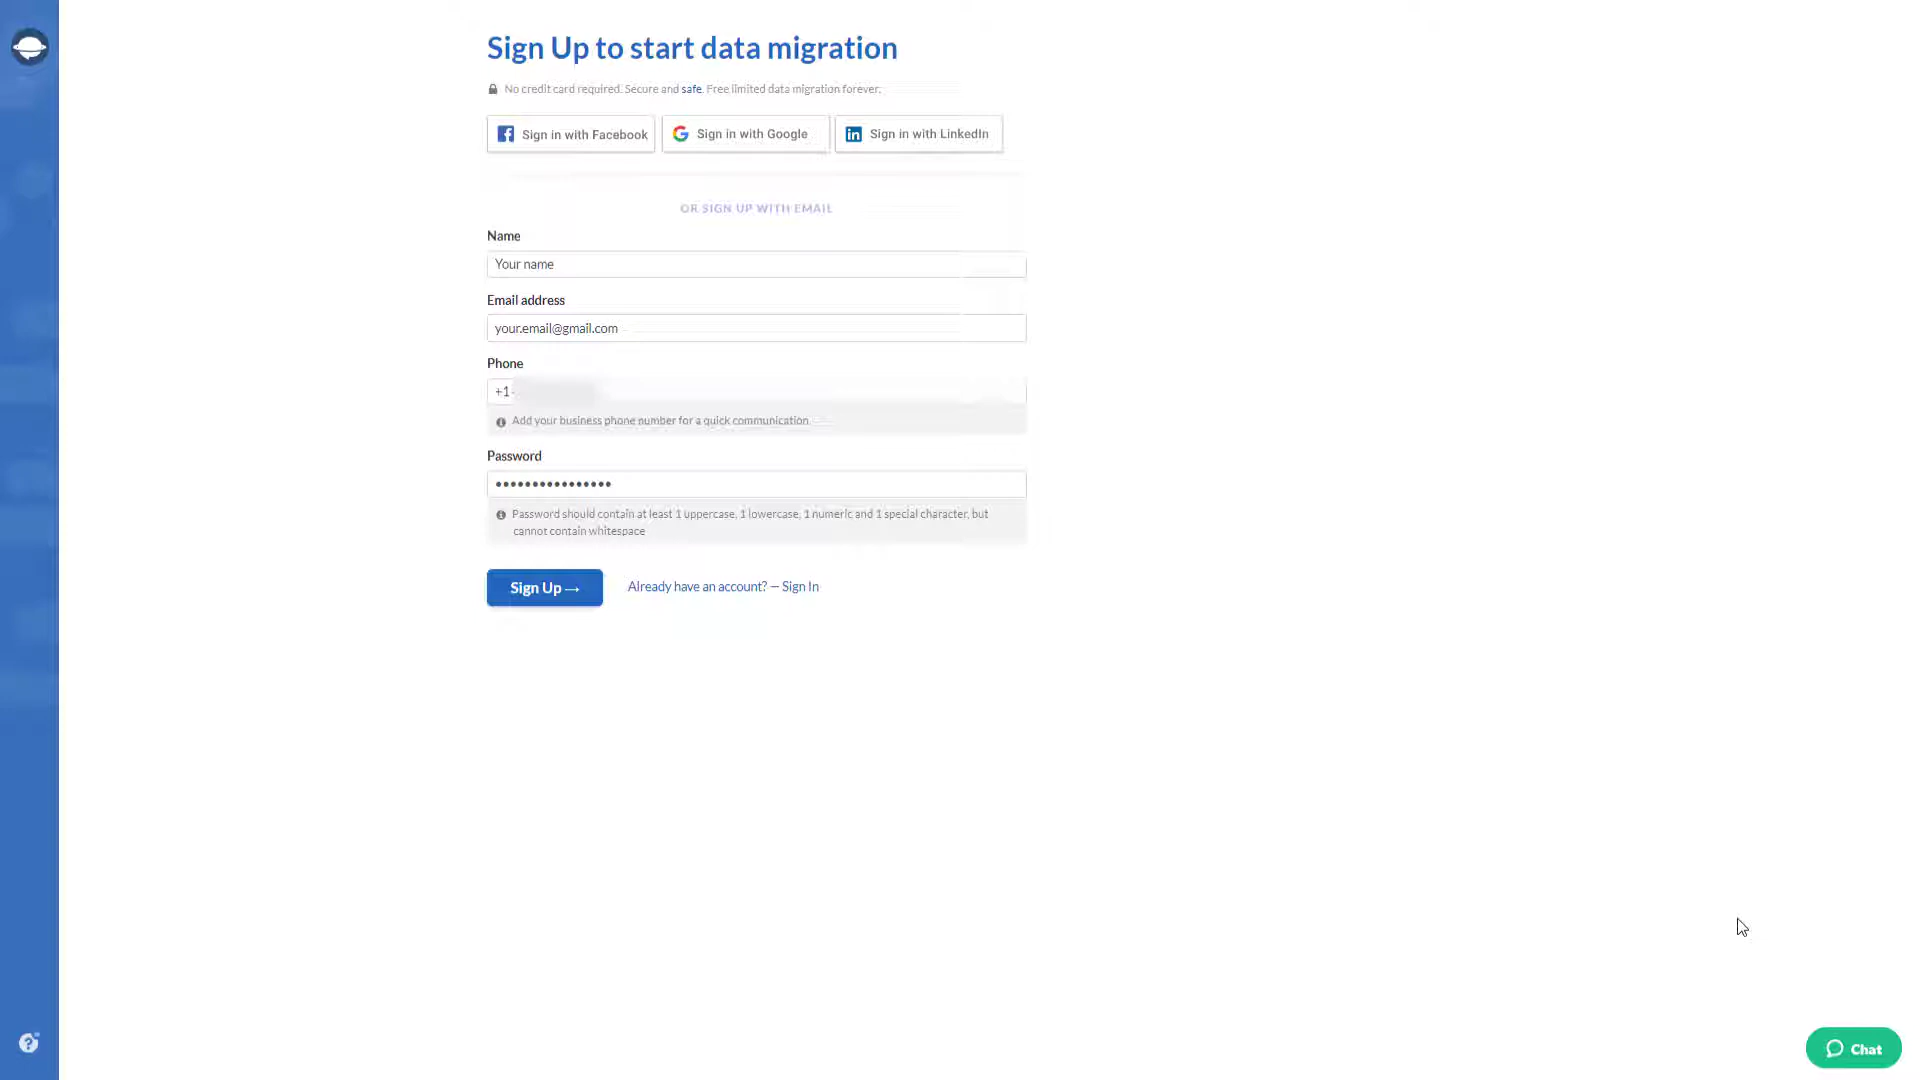 Sign Up to start data migration
No credit card required. Secure and safe. Free limited data migration forever.
Sign in with Facebook
Sign in with Google
Sign in with LinkedIn
OR SIGN UP WITH EMAIL
Name
Your name
Email address
your.email@gmail.com
Phone
+1
Add your business phone number for a quick communication
Password
••••••••••••••••
Password should contain at least 1 uppercase, 1 lowercase, 1 numeric and 1 special character, but
cannot contain whitespace
Sign Up →
Already have an account? — Sign In
?
Chat